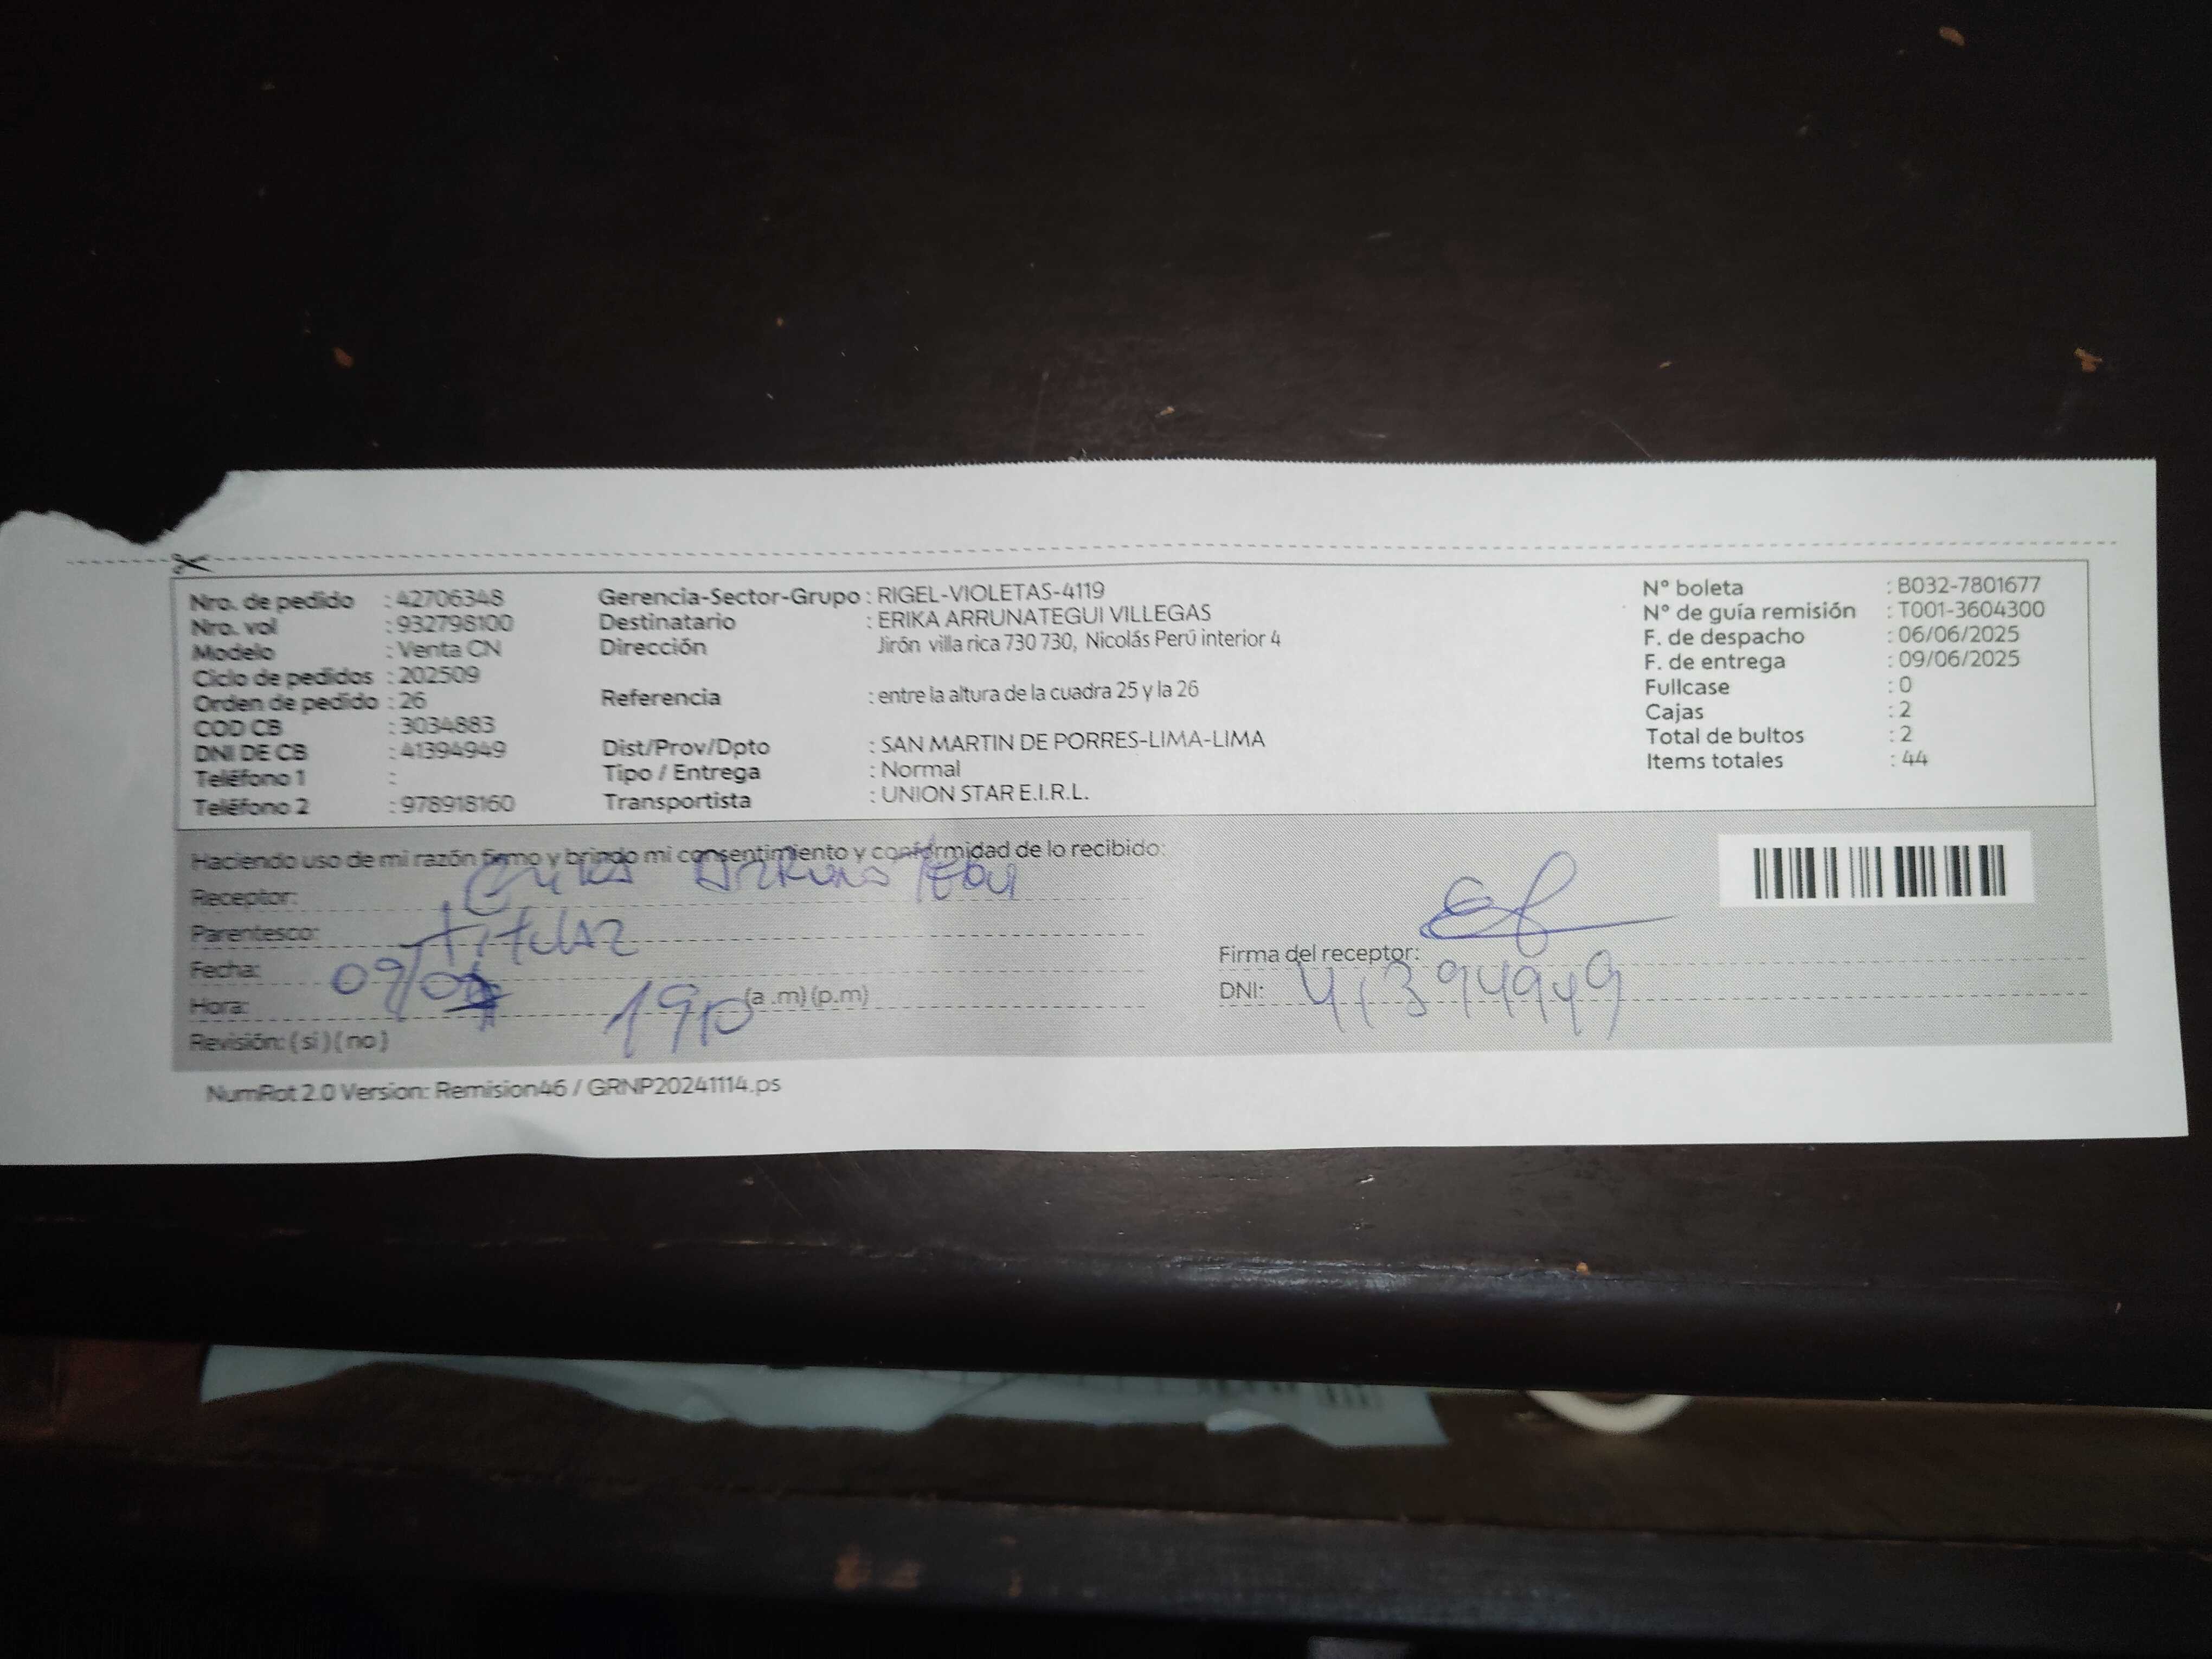 Nro. de pedido : 42706348
Nro. vol : 932798100
Modelo : Venta CN
Ciclo de pedidos : 202509
Orden de pedido : 26
COD CB : 3034883
DNI DE CB : 41394949
Teléfono 1 :
Teléfono 2 : 978918160
Gerencia-Sector-Grupo : RIGEL-VIOLETAS-4119
Destinatario : ERIKA ARRUNATEGUI VILLEGAS
Dirección Jirón villa rica 730 730, Nicolás Perú interior 4
Referencia : entre la altura de la cuadra 25 y la 26
Dist/Prov/Dpto : SAN MARTIN DE PORRES-LIMA-LIMA
Tipo / Entrega : Normal
Transportista : UNION STAR E.I.R.L.
N° boleta : B032-7801677
N° de guía remisión : T001-3604300
F. de despacho : 06/06/2025
F. de entrega : 09/06/2025
Fullcase : 0
Cajas : 2
Total de bultos : 2
Items totales : 44
Haciendo uso de mi razón firmo y brindo mi consentimiento y conformidad de lo recibido:
Receptor: Erika
Parentesco: titular
Fecha:
Hora: (a .m) (p.m)
Revisión: ( si ) ( no )
Firma del receptor:
DNI: 41394949
NumRot 2.0 Version: Remision46 / GRNP20241114.ps